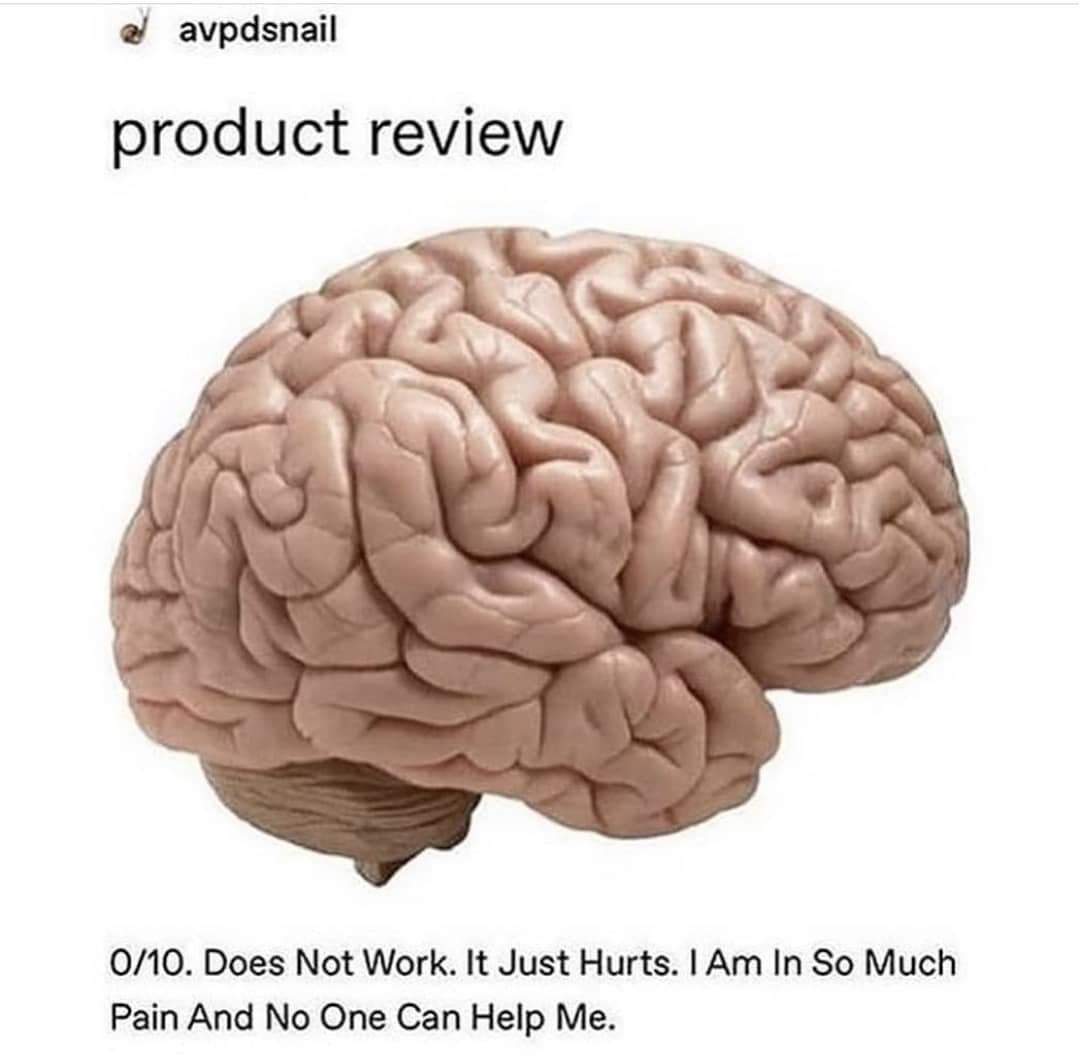 avpdsnail
product review
0/10. Does Not Work. It Just Hurts. I Am In So Much
Pain And No One Can Help Me.